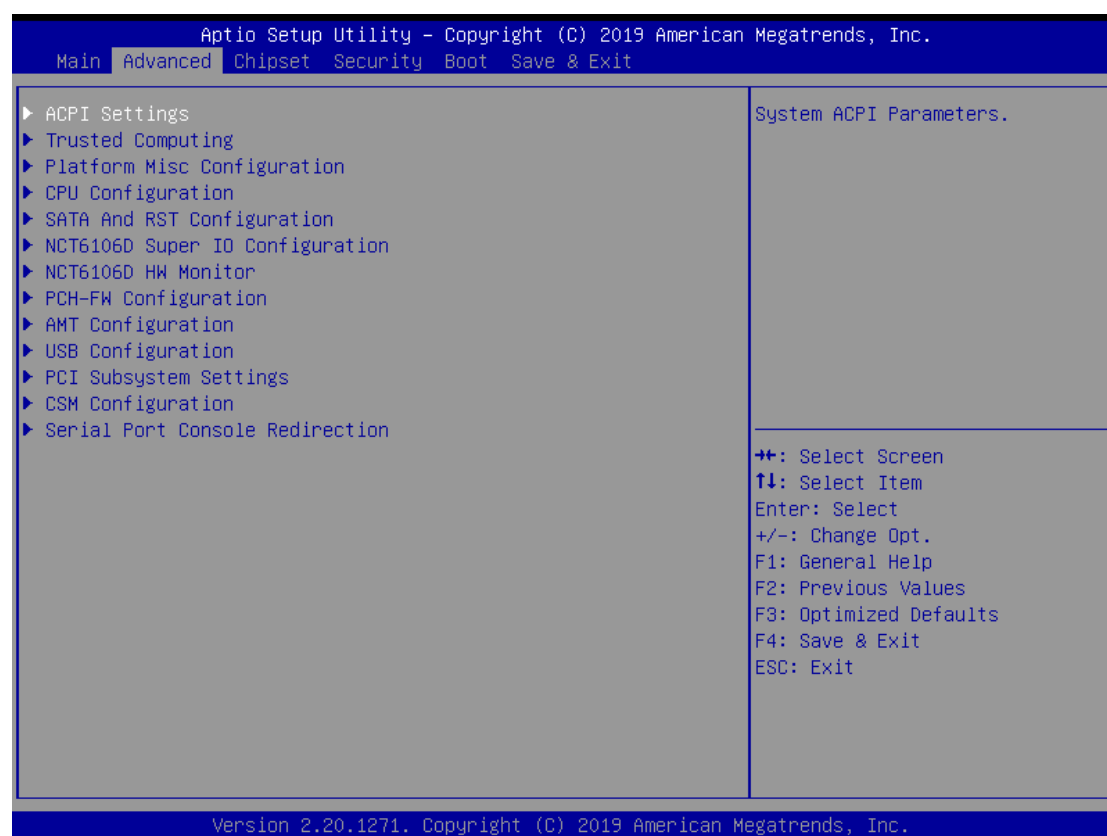 Aptio Setup Utility – Copyright (C) 2019 American Megatrends, Inc.
Main Advanced Chipset Security Boot Save & Exit
▶ ACPI Settings
▶ Trusted Computing
▶ Platform Misc Configuration
▶ CPU Configuration
▶ SATA And RST Configuration
▶ NCT6106D Super IO Configuration
▶ NCT6106D HW Monitor
▶ PCH-FW Configuration
▶ AMT Configuration
▶ USB Configuration
▶ PCI Subsystem Settings
▶ CSM Configuration
▶ Serial Port Console Redirection
System ACPI Parameters.
→←: Select Screen
↑↓: Select Item
Enter: Select
+/-: Change Opt.
F1: General Help
F2: Previous Values
F3: Optimized Defaults
F4: Save & Exit
ESC: Exit
Version 2.20.1271. Copyright (C) 2019 American Megatrends, Inc.